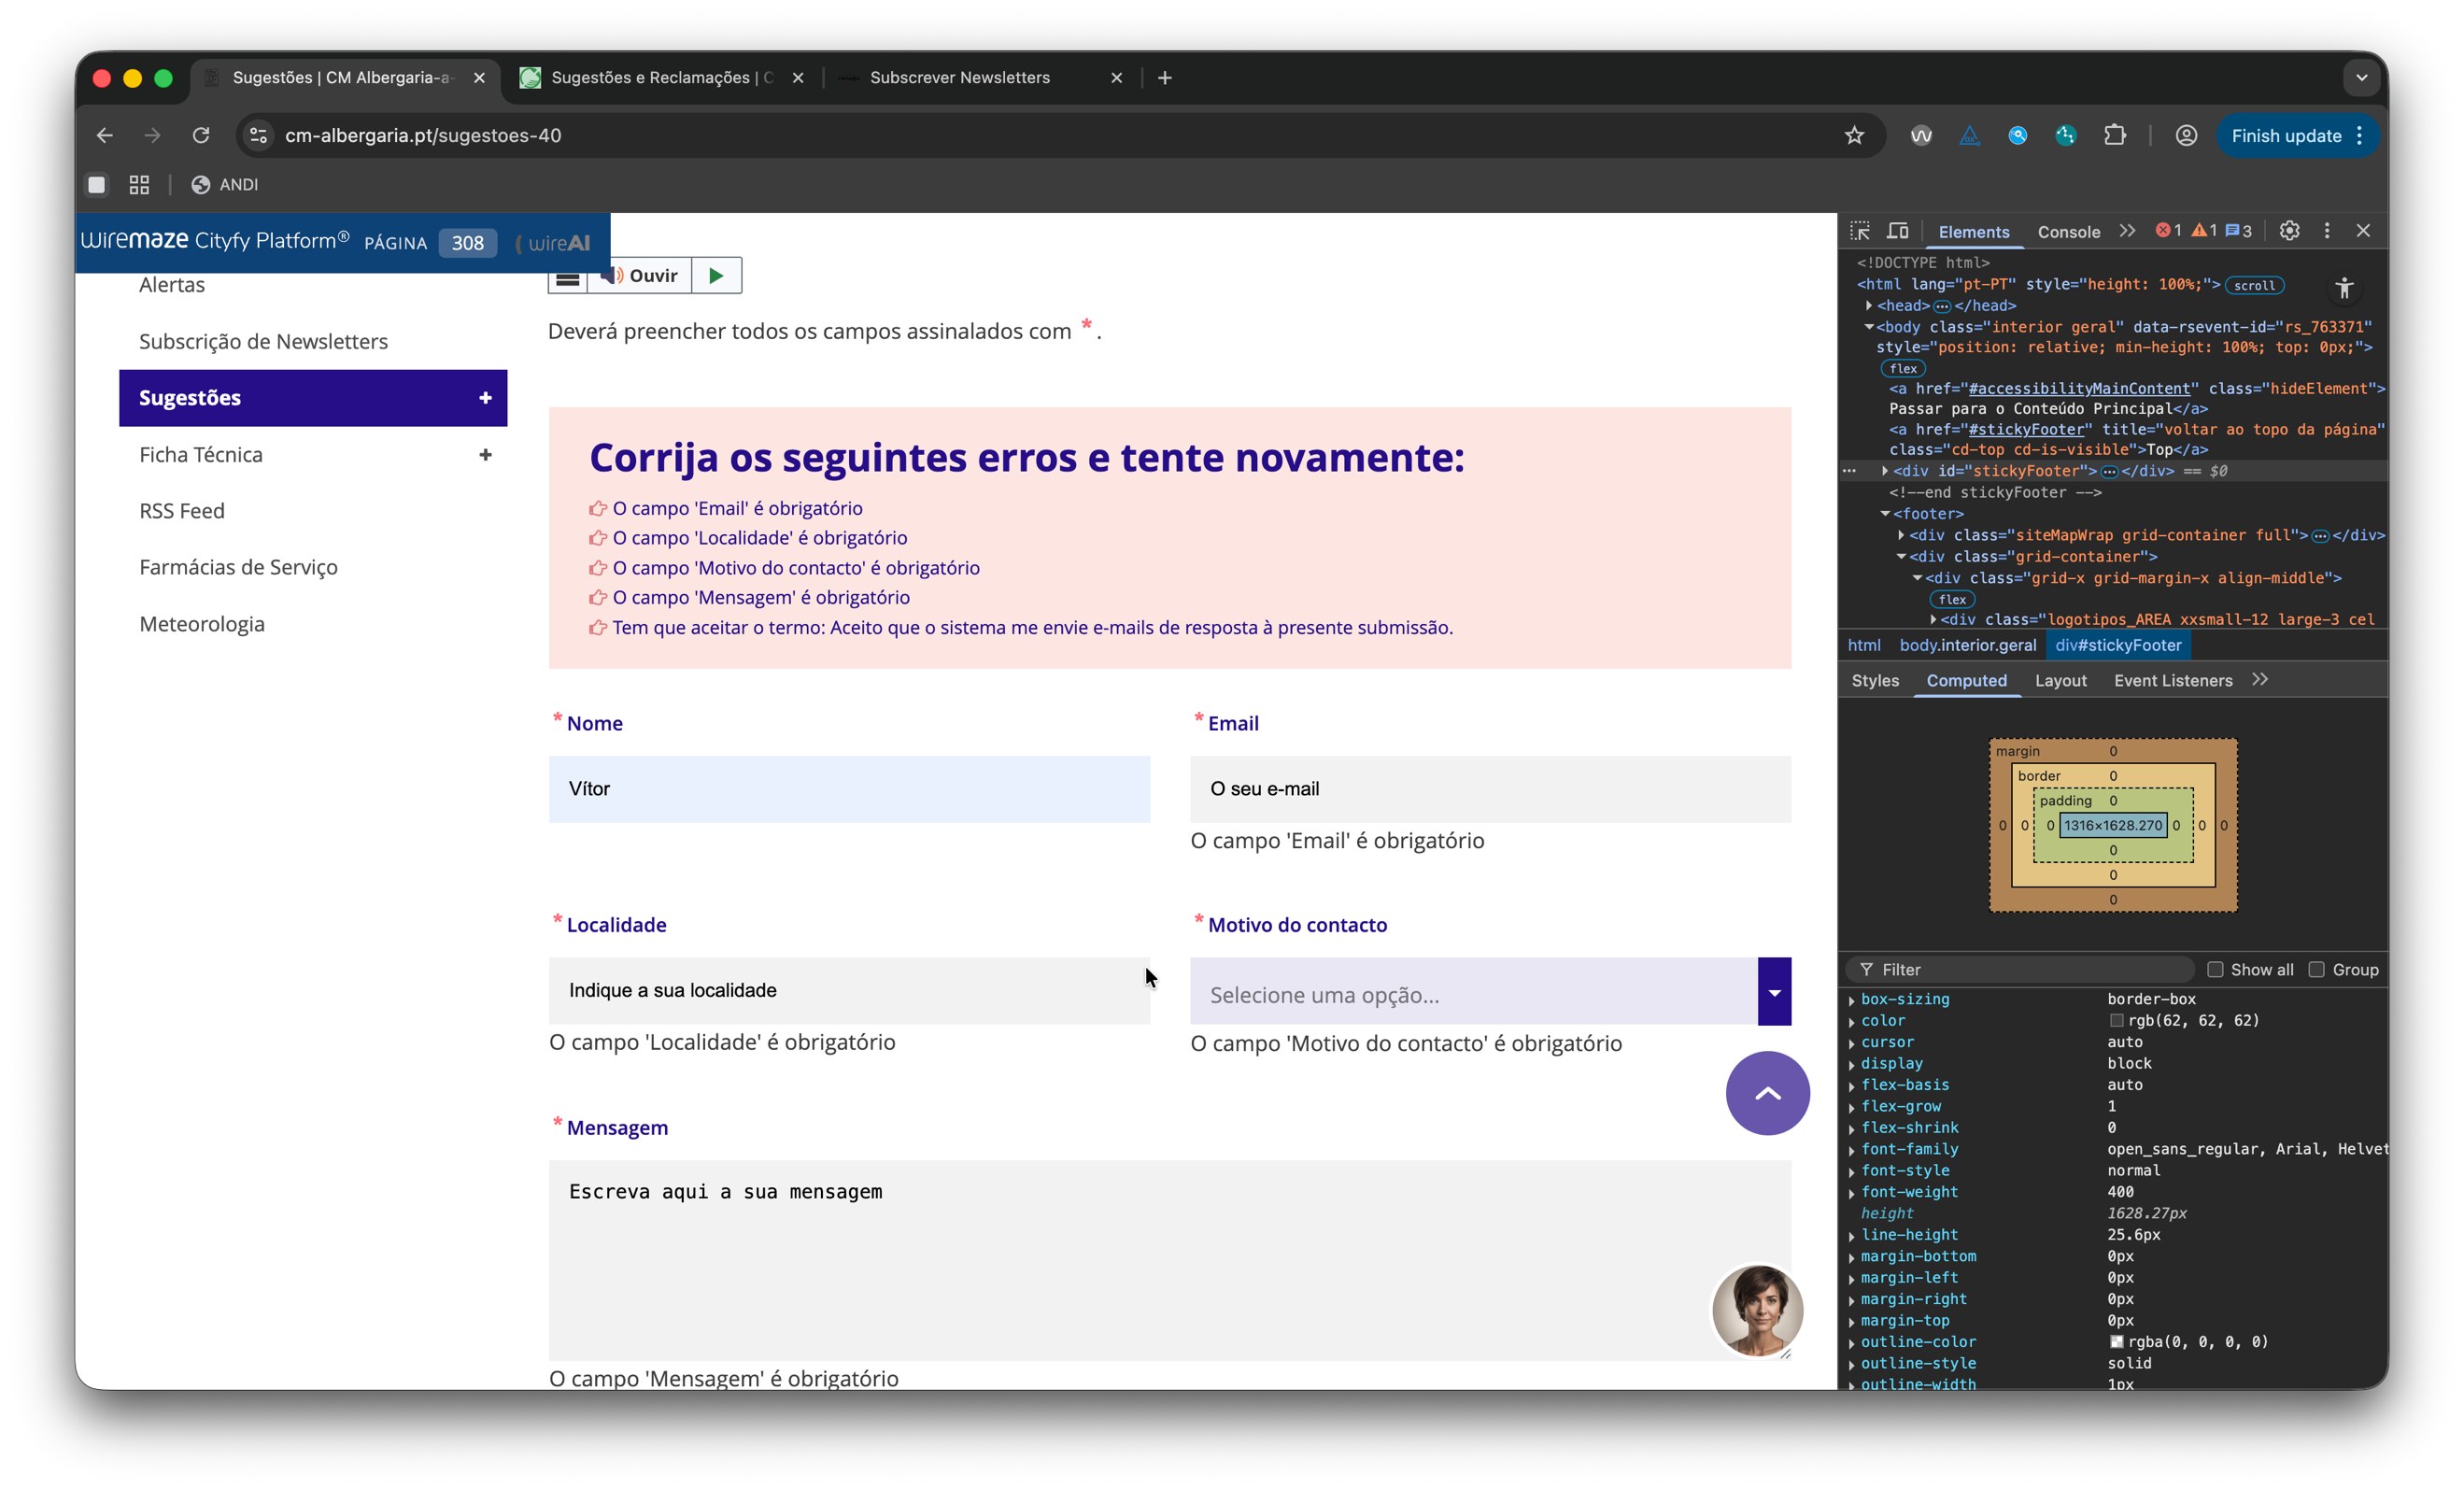 Sugestões | CM Albergaria-a-
Sugestões e Reclamações | C
Subscrever Newsletters
cm-albergaria.pt/sugestoes-40
Finish update
ANDI
wiremaze Cityfy Platform® PÁGINA 308 wireAI
Alertas
Subscrição de Newsletters
Sugestões +
Ficha Técnica +
RSS Feed
Farmácias de Serviço
Meteorologia
Ouvir
Deverá preencher todos os campos assinalados com * .
Corrija os seguintes erros e tente novamente:
O campo 'Email' é obrigatório
O campo 'Localidade' é obrigatório
O campo 'Motivo do contacto' é obrigatório
O campo 'Mensagem' é obrigatório
Tem que aceitar o termo: Aceito que o sistema me envie e-mails de resposta à presente submissão.
* Nome
Vítor
* Email
O seu e-mail
O campo 'Email' é obrigatório
* Localidade
Indique a sua localidade
O campo 'Localidade' é obrigatório
* Motivo do contacto
Selecione uma opção...
O campo 'Motivo do contacto' é obrigatório
* Mensagem
Escreva aqui a sua mensagem
O campo 'Mensagem' é obrigatório
Elements Console 1 1 3
<!DOCTYPE html>
<html lang="pt-PT" style="height: 100%;"> scroll
<head> ··· </head>
<body class="interior geral" data-rsevent-id="rs_763371"
style="position: relative; min-height: 100%; top: 0px;">
flex
<a href="#accessibilityMainContent" class="hideElement">
Passar para o Conteúdo Principal</a>
<a href="#stickyFooter" title="voltar ao topo da página"
class="cd-top cd-is-visible">Top</a>
··· <div id="stickyFooter"> ··· </div> == $0
<!--end stickyFooter -->
<footer>
<div class="siteMapWrap grid-container full"> ··· </div>
<div class="grid-container">
<div class="grid-x grid-margin-x align-middle">
flex
<div class="logotipos_AREA xxsmall-12 large-3 cel
html body.interior.geral div#stickyFooter
Styles Computed Layout Event Listeners
margin 0
border 0
padding 0
0 0 0 1316×1628.270 0 0 0
0
0
0
Filter Show all Group
box-sizing border-box
color rgb(62, 62, 62)
cursor auto
display block
flex-basis auto
flex-grow 1
flex-shrink 0
font-family open_sans_regular, Arial, Helvet
font-style normal
font-weight 400
height 1628.27px
line-height 25.6px
margin-bottom 0px
margin-left 0px
margin-right 0px
margin-top 0px
outline-color rgba(0, 0, 0, 0)
outline-style solid
outline-width 1px